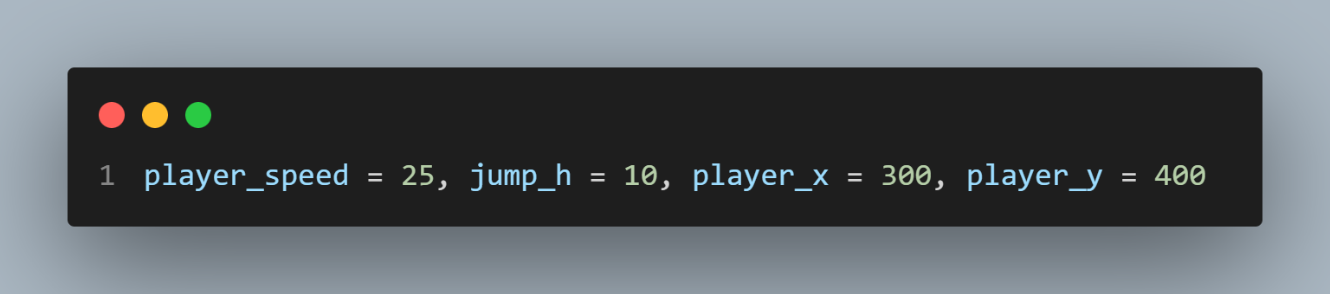 1 player_speed = 25, jump_h = 10, player_x = 300, player_y = 400